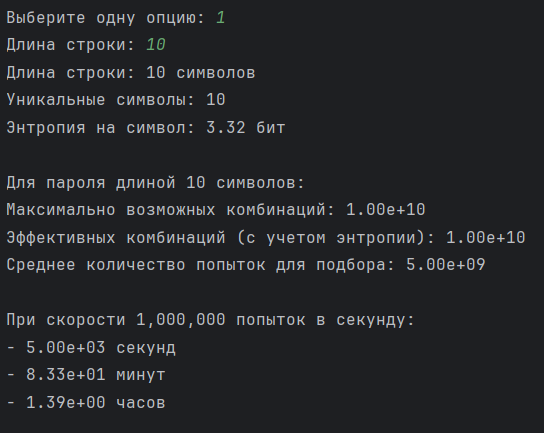 Выберите одну опцию: 1
Длина строки: 10
Длина строки: 10 символов
Уникальные символы: 10
Энтропия на символ: 3.32 бит
Для пароля длиной 10 символов:
Максимально возможных комбинаций: 1.00e+10
Эффективных комбинаций (с учетом энтропии): 1.00e+10
Среднее количество попыток для подбора: 5.00e+09
При скорости 1,000,000 попыток в секунду:
- 5.00e+03 секунд
- 8.33e+01 минут
- 1.39e+00 часов